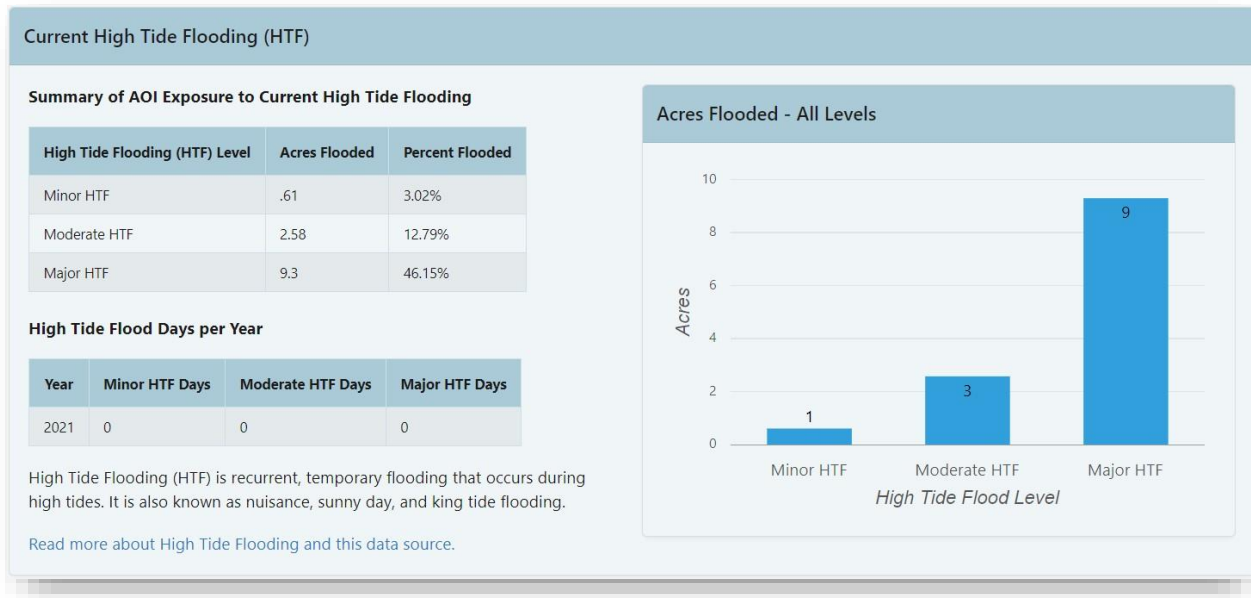 Current High Tide Flooding (HTF)
Summary of AOI Exposure to Current High Tide Flooding
High Tide Flooding (HTF) Level Acres Flooded Percent Flooded
Minor HTF .61 3.02%
Moderate HTF 2.58 12.79%
Major HTF 9.3 46.15%
High Tide Flood Days per Year
Year Minor HTF Days Moderate HTF Days Major HTF Days
2021 0 0 0
High Tide Flooding (HTF) is recurrent, temporary flooding that occurs during
high tides. It is also known as nuisance, sunny day, and king tide flooding.
Read more about High Tide Flooding and this data source.
Acres Flooded - All Levels
10
8
6
4
2
0
Acres
1
3
9
Minor HTF Moderate HTF Major HTF
High Tide Flood Level